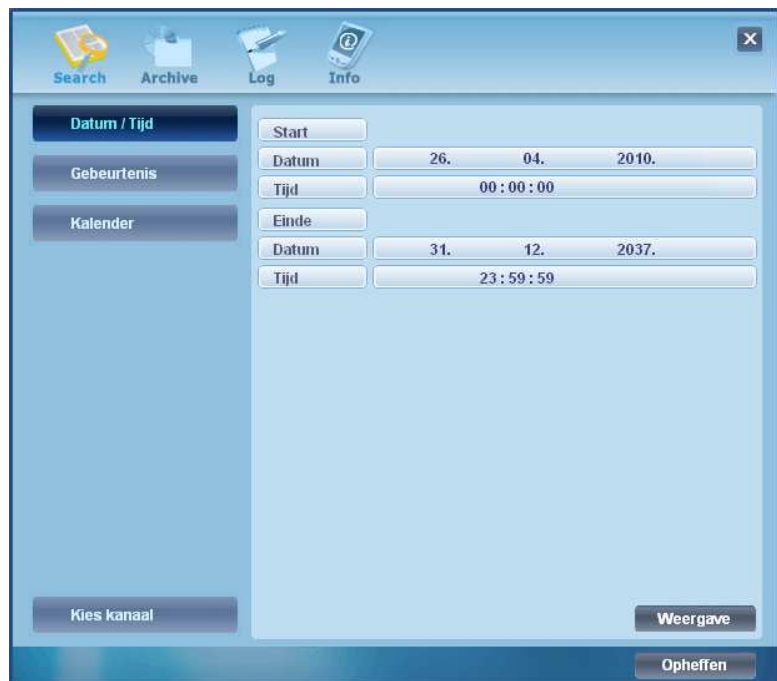 Search Archive Log Info
Datum / Tijd
Gebeurtenis
Kalender
Kies kanaal
Start
Datum 26. 04. 2010.
Tijd 00:00:00
Einde
Datum 31. 12. 2037.
Tijd 23:59:59
Weergave
Opheffen